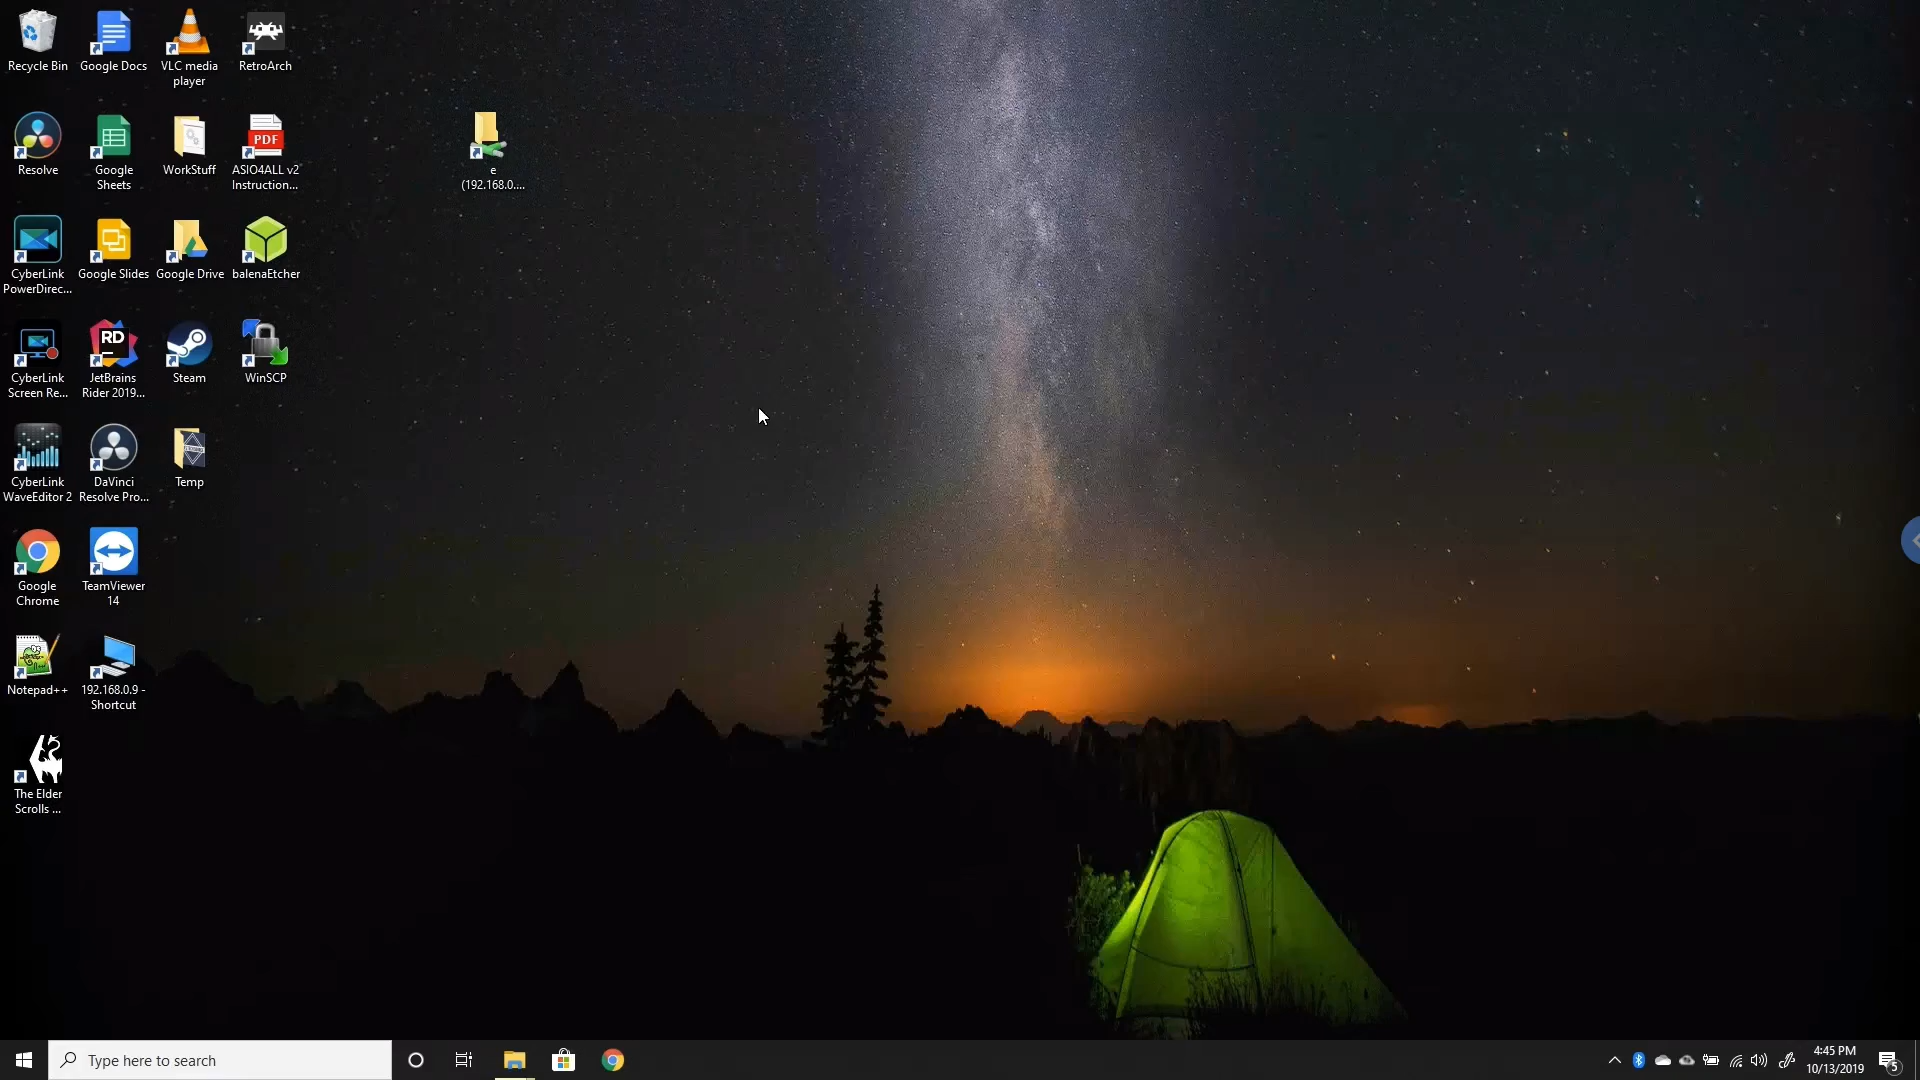 Recycle Bin
Google Docs
VLC media
player
RetroArch
Resolve
Google
Sheets
WorkStuff
PDF
ASIO4ALL v2
Instruction...
e
(192.168.0....
CyberLink
PowerDirec...
Google Slides
Google Drive
balenaEtcher
CyberLink
Screen Re...
RD
JetBrains
Rider 2019...
Steam
WinSCP
CyberLink
WaveEditor 2
DaVinci
Resolve Pro...
Temp
Google
Chrome
TeamViewer
14
Notepad++
192.168.0.9 -
Shortcut
The Elder
Scrolls ...
Type here to search
4:45 PM
10/13/2019
5